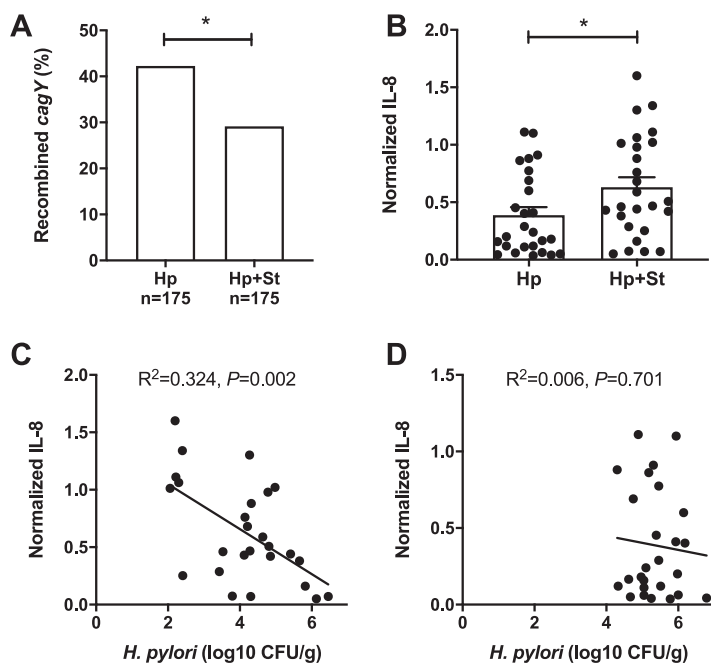 A
*
Recombined cagY (%)
50
40
30
20
10
0
Hp
n=175
Hp+St
n=175
B
*
Normalized IL-8
2.0
1.5
1.0
0.5
0.0
Hp
Hp+St
C
R²=0.324, P=0.002
Normalized IL-8
2.0
1.5
1.0
0.5
0.0
0
2
4
6
H. pylori (log10 CFU/g)
D
R²=0.006, P=0.701
Normalized IL-8
1.5
1.0
0.5
0.0
0
2
4
6
H. pylori (log10 CFU/g)